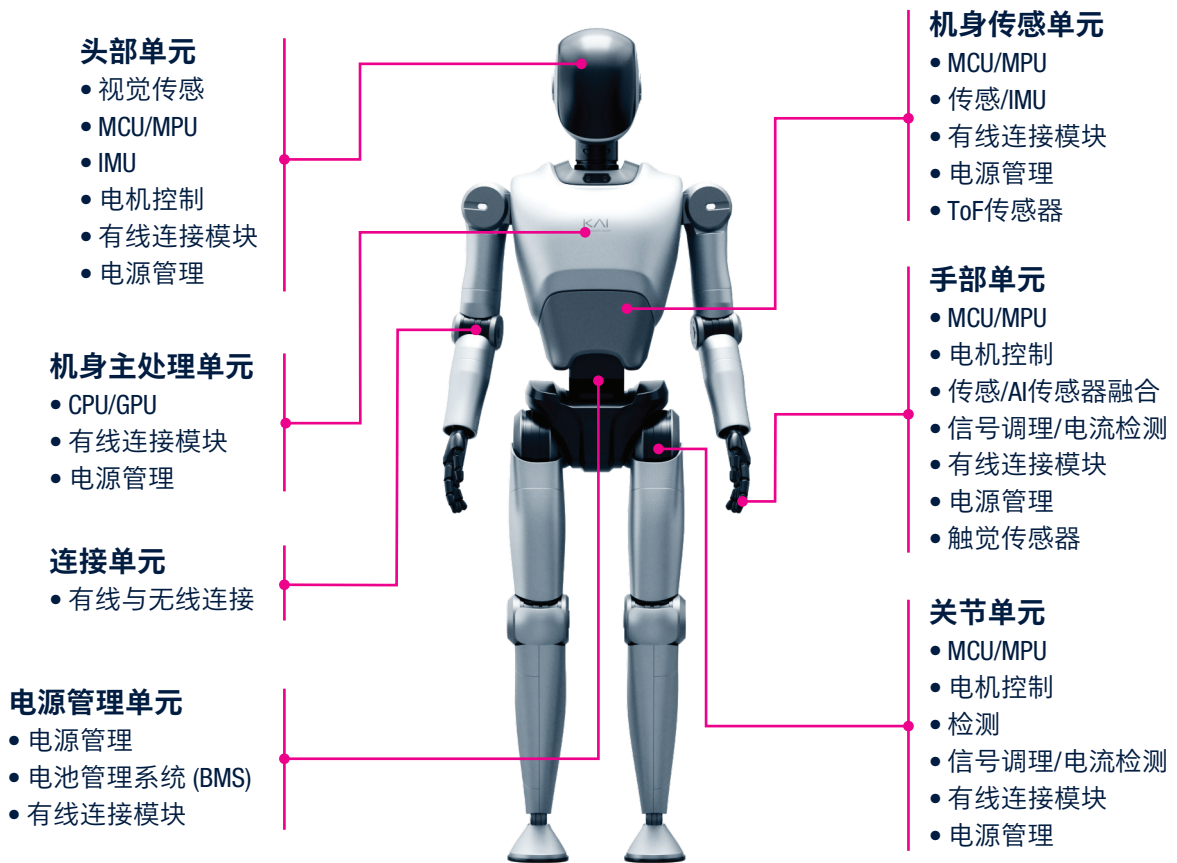 头部单元
• 视觉传感
• MCU/MPU
• IMU
• 电机控制
• 有线连接模块
• 电源管理
机身主处理单元
• CPU/GPU
• 有线连接模块
• 电源管理
连接单元
• 有线与无线连接
电源管理单元
• 电源管理
• 电池管理系统 (BMS)
• 有线连接模块
KAI
机身传感单元
• MCU/MPU
• 传感/IMU
• 有线连接模块
• 电源管理
• ToF传感器
手部单元
• MCU/MPU
• 电机控制
• 传感/AI传感器融合
• 信号调理/电流检测
• 有线连接模块
• 电源管理
• 触觉传感器
关节单元
• MCU/MPU
• 电机控制
• 检测
• 信号调理/电流检测
• 有线连接模块
• 电源管理